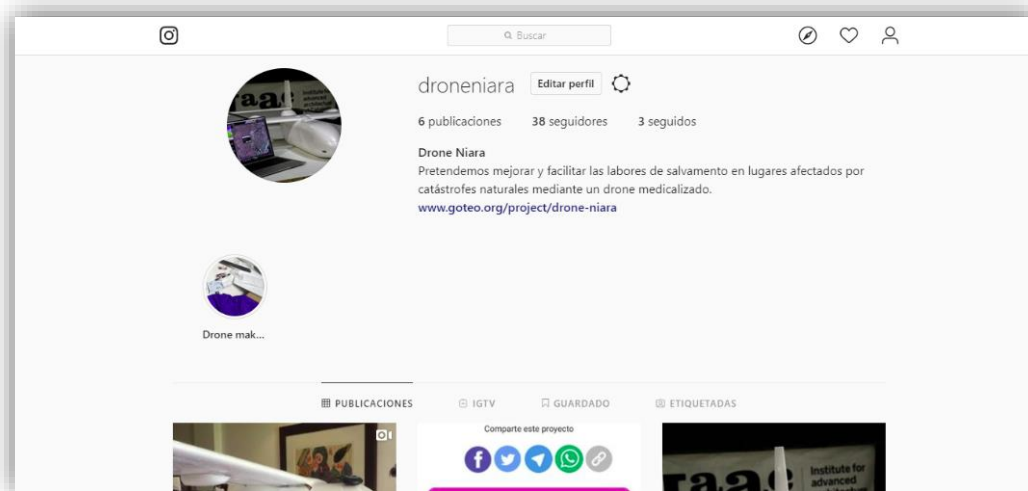 Buscar
droneniara
Editar perfil
6 publicaciones 38 seguidores 3 seguidos
Drone Niara
Pretendemos mejorar y facilitar las labores de salvamento en lugares afectados por
catástrofes naturales mediante un drone medicalizado.
www.goteo.org/project/drone-niara
Drone mak...
PUBLICACIONES IGTV GUARDADO ETIQUETADAS
Comparte este proyecto
Institute for
advanced